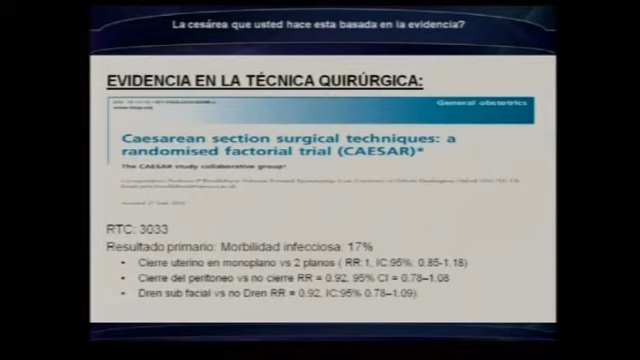 La cesárea que usted hace esta basada en la evidencia?
EVIDENCIA EN LA TÉCNICA QUIRÚRGICA:
General obstetrics
Caesarean section surgical techniques: a
randomised factorial trial (CAESAR)*
The CAESAR study collaborative group
RTC: 3033
Resultado primario: Morbilidad infecciosa: 17%
• Cierre uterino en monoplano vs 2 planos ( RR:1, IC:95% 0.85-1.18)
• Cierre del peritoneo vs no cierre RR = 0.92, 95% CI = 0.78–1.08
• Dren sub facial vs no Dren RR = 0.92, IC:95% 0.78–1.09).